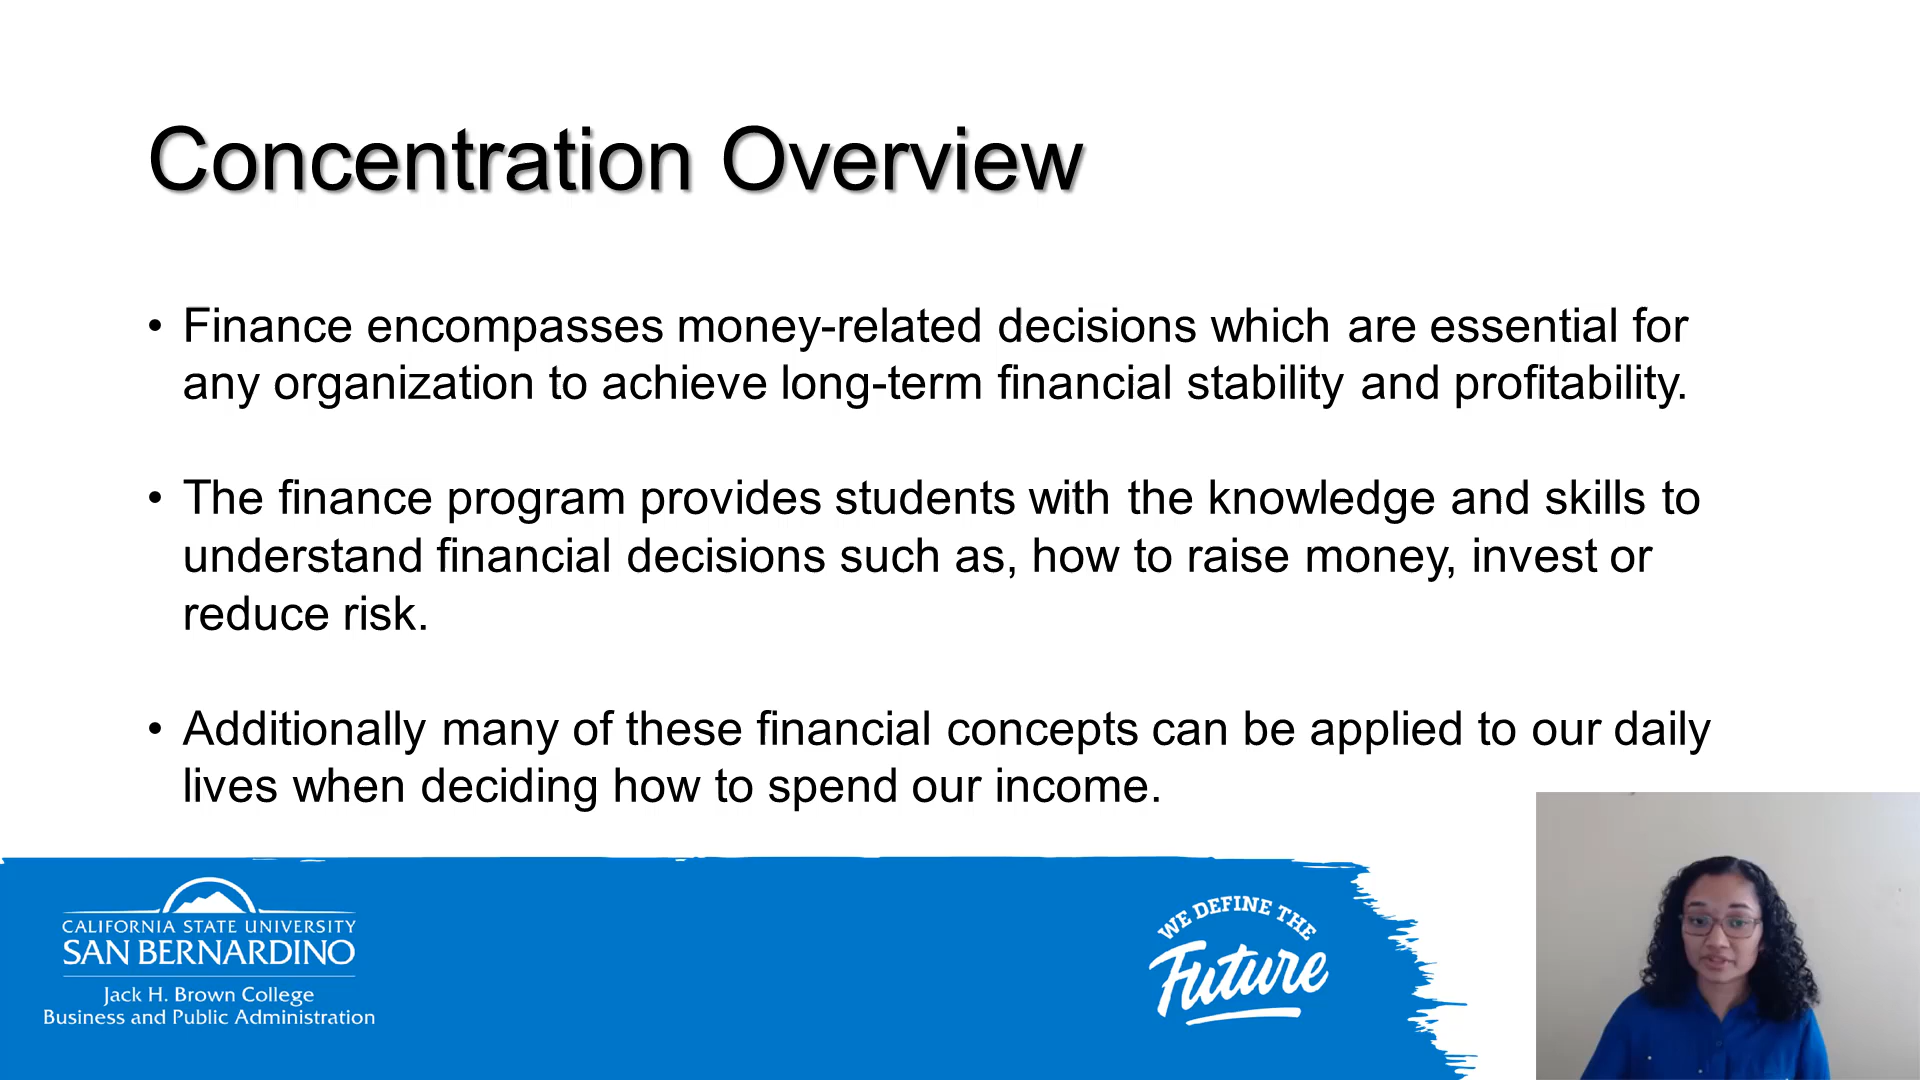 Concentration Overview
• Finance encompasses money-related decisions which are essential for
any organization to achieve long-term financial stability and profitability.
• The finance program provides students with the knowledge and skills to
understand financial decisions such as, how to raise money, invest or
reduce risk.
• Additionally many of these financial concepts can be applied to our daily
lives when deciding how to spend our income.
CALIFORNIA STATE UNIVERSITY
SAN BERNARDINO
Jack H. Brown College
Business and Public Administration
WE DEFINE THE
Future